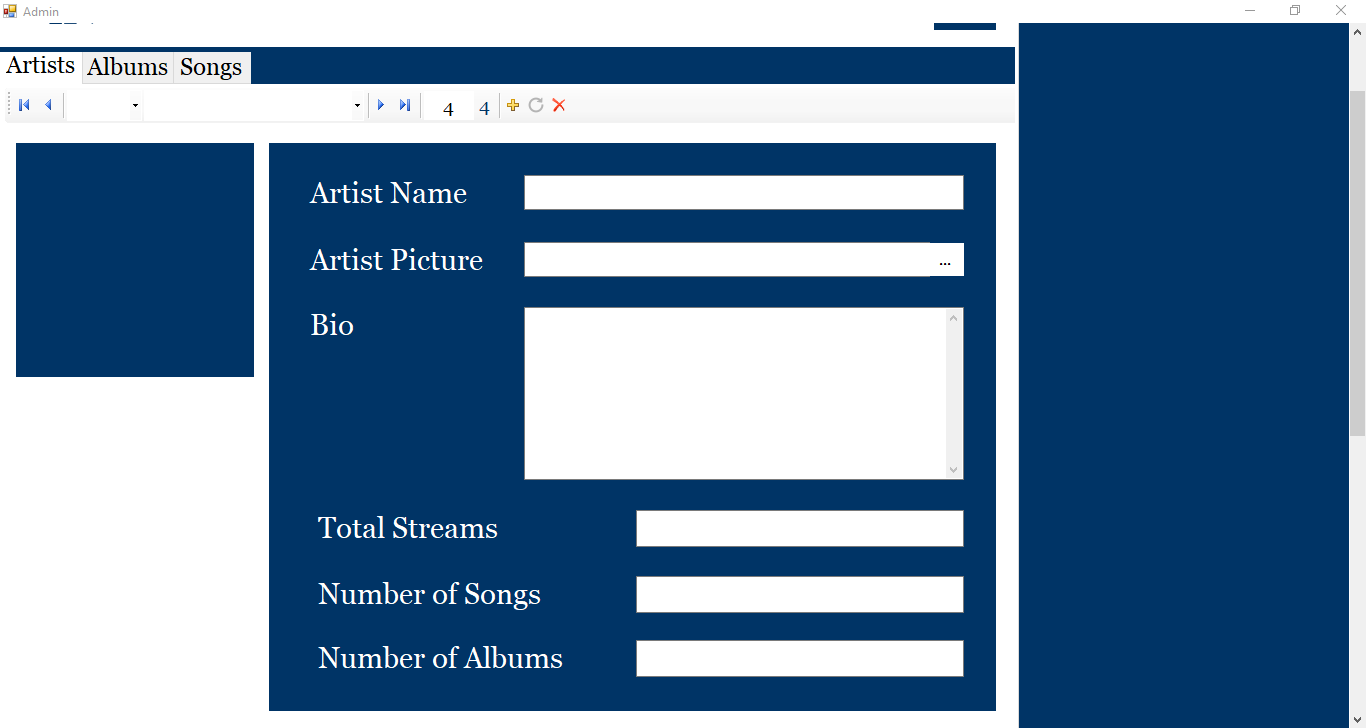 Admin
Artists Albums Songs
4 4
Artist Name
Artist Picture ...
Bio
Total Streams
Number of Songs
Number of Albums